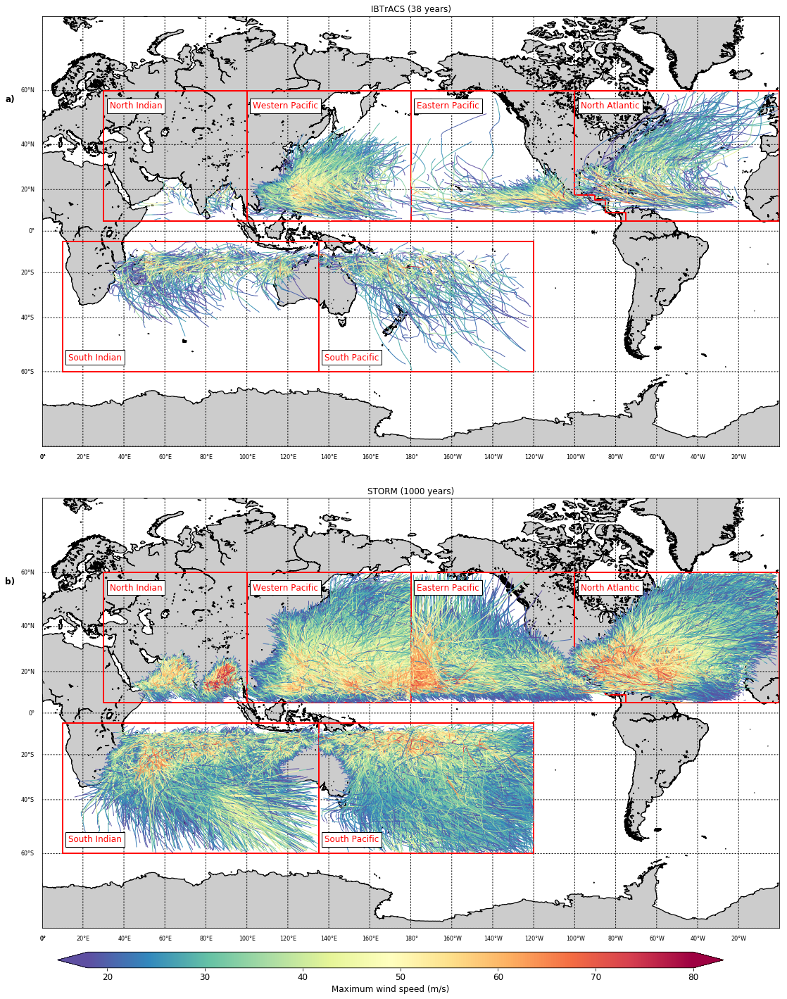 IBTrACS (38 years)
a)
60°N
40°N
20°N
0°
20°S
40°S
60°S
North Indian
Western Pacific
Eastern Pacific
North Atlantic
South Indian
South Pacific
0° 20°E 40°E 60°E 80°E 100°E 120°E 140°E 160°E 180° 160°W 140°W 120°W 100°W 80°W 60°W 40°W 20°W
STORM (1000 years)
b)
60°N
40°N
20°N
0°
20°S
40°S
60°S
North Indian
Western Pacific
Eastern Pacific
North Atlantic
South Indian
South Pacific
0° 20°E 40°E 60°E 80°E 100°E 120°E 140°E 160°E 180° 160°W 140°W 120°W 100°W 80°W 60°W 40°W 20°W
20 30 40 50 60 70 80
Maximum wind speed (m/s)